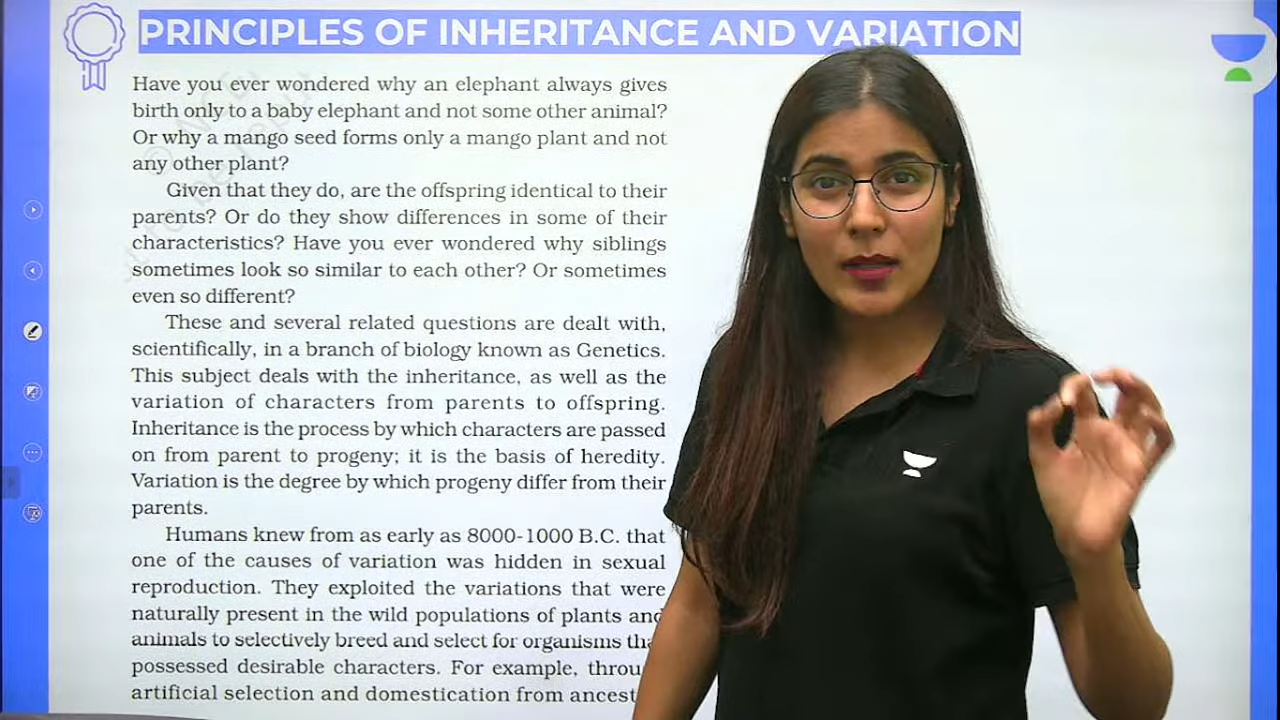 PRINCIPLES OF INHERITANCE AND VARIATION
Have you ever wondered why an elephant always gives
birth only to a baby elephant and not some other animal?
Or why a mango seed forms only a mango plant and not
any other plant?
Given that they do, are the offspring identical to their
parents? Or do they show differences in some of their
characteristics? Have you ever wondered why siblings
sometimes look so similar to each other? Or sometimes
even so different?
These and several related questions are dealt with,
scientifically, in a branch of biology known as Genetics.
This subject deals with the inheritance, as well as the
variation of characters from parents to offspring.
Inheritance is the process by which characters are passed
on from parent to progeny; it is the basis of heredity.
Variation is the degree by which progeny differ from their
parents.
Humans knew from as early as 8000-1000 B.C. that
one of the causes of variation was hidden in sexual
reproduction. They exploited the variations that were
naturally present in the wild populations of plants and
animals to selectively breed and select for organisms
possessed desirable characters. For example,
artificial selection and domestication from